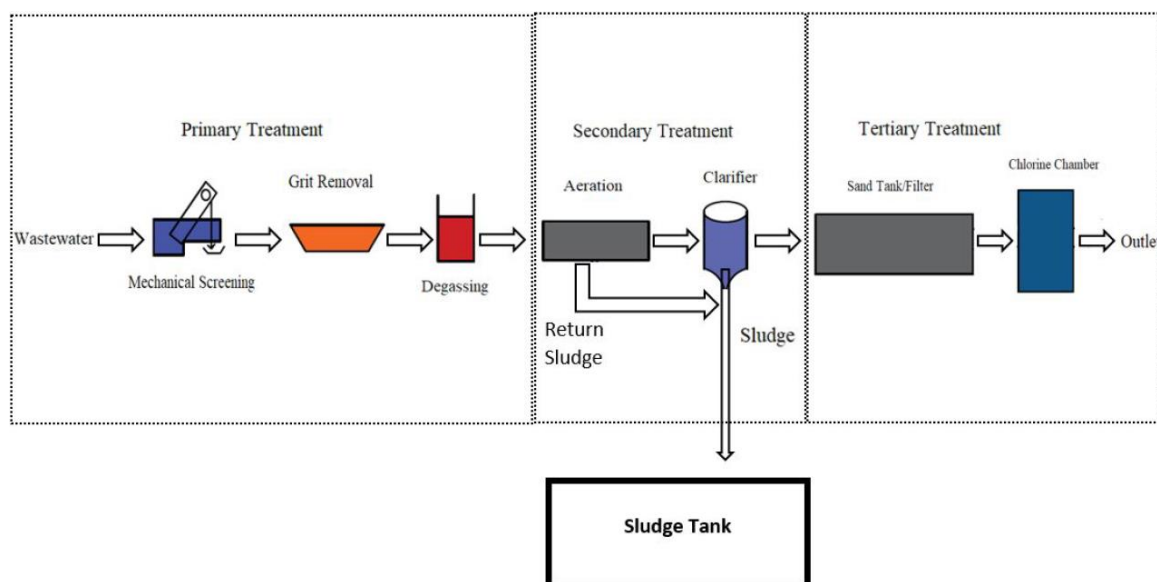 Primary Treatment
Secondary Treatment
Tertiary Treatment
Grit Removal
Aeration
Clarifier
Sand Tank/Filter
Chlorine Chamber
Wastewater
Mechanical Screening
Degassing
Outlet
Return
Sludge
Sludge
Sludge Tank